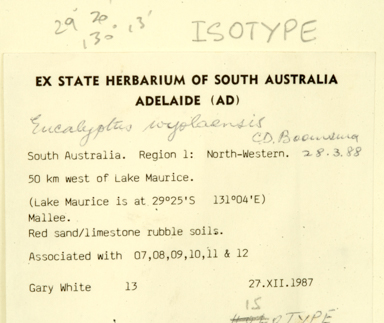 29° 20'
130° 13'
ISOTYPE
EX STATE HERBARIUM OF SOUTH AUSTRALIA
ADELAIDE (AD)
Eucalyptus wyolaensis
C.D. Boomsma
South Australia. Region 1: North-Western. 28.3.88
50 km west of Lake Maurice.
(Lake Maurice is at 29°25'S 131°04'E)
Mallee.
Red sand/limestone rubble soils.
Associated with 07,08,09,10,11 & 12
Gary White 13 27.XII.1987
IS
TYPE